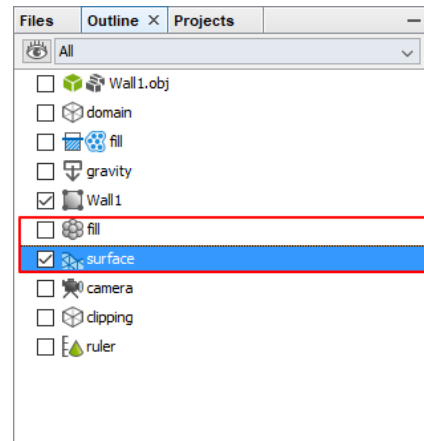 Files Outline × Projects
All
Wall1.obj
domain
fill
gravity
Wall1
fill
surface
camera
clipping
ruler